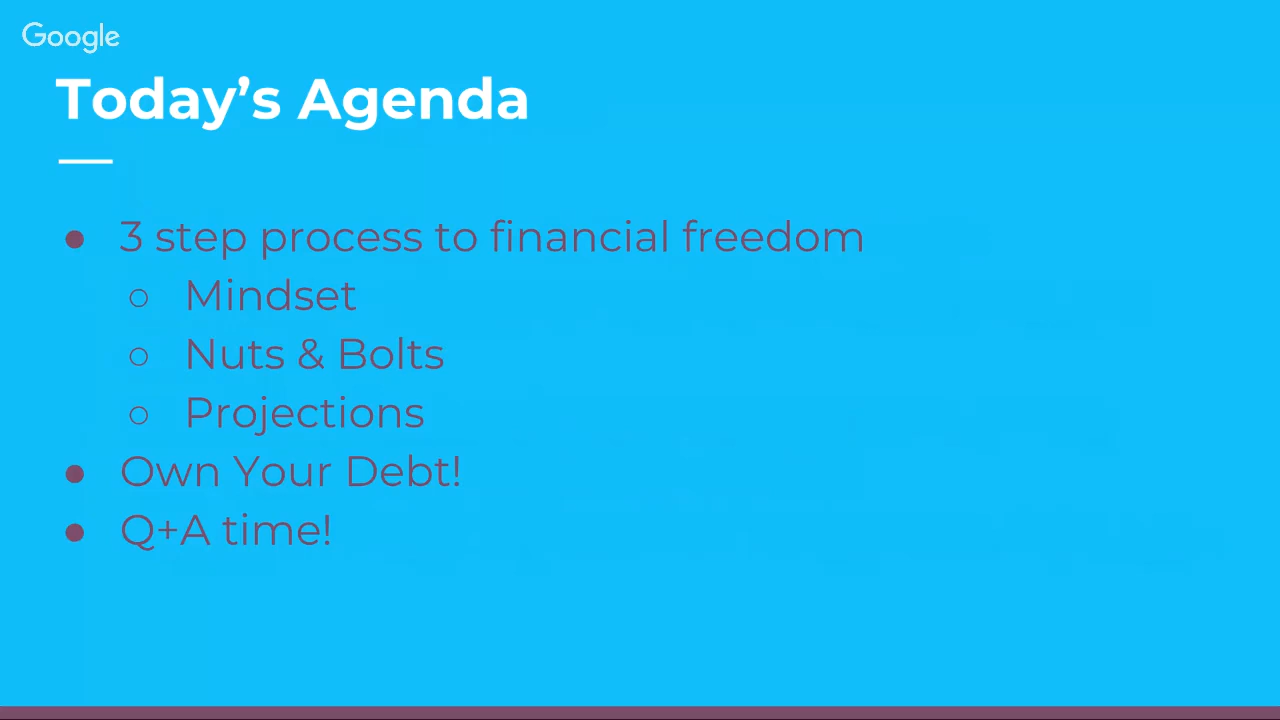 Google
Today's Agenda
● 3 step process to financial freedom
○ Mindset
○ Nuts & Bolts
○ Projections
● Own Your Debt!
● Q+A time!